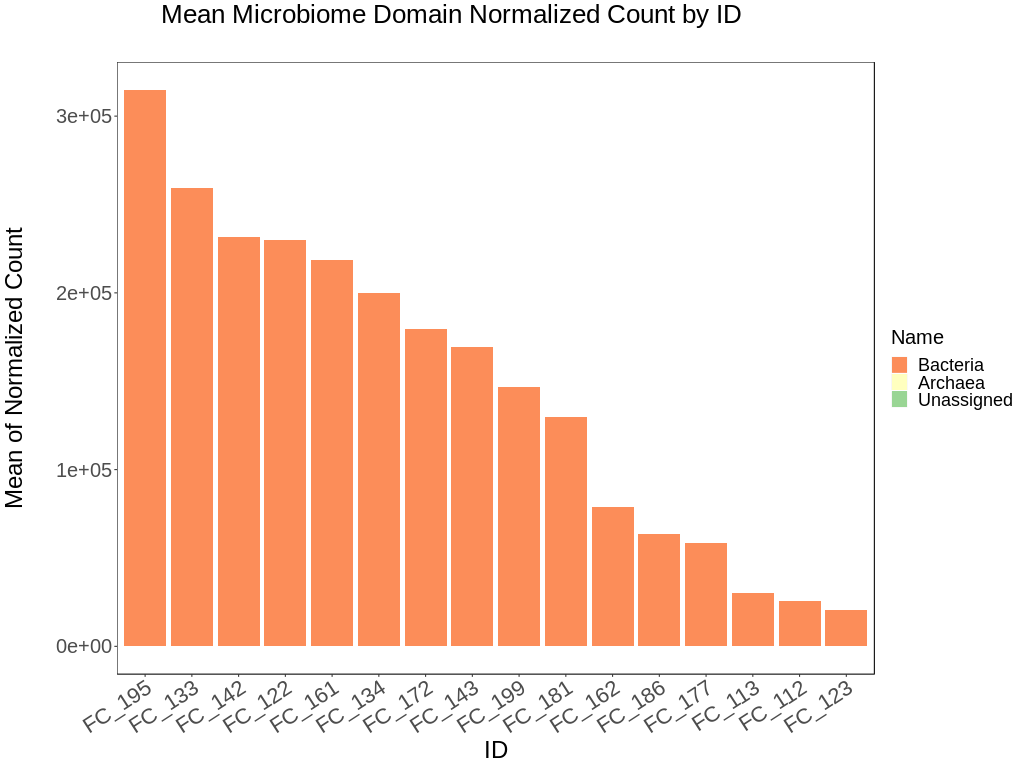 Mean Microbiome Domain Normalized Count by ID
Mean of Normalized Count
3e+05
2e+05
1e+05
0e+00
FC_195
FC_133
FC_142
FC_122
FC_161
FC_134
FC_172
FC_143
FC_199
FC_181
FC_162
FC_186
FC_177
FC_113
FC_112
FC_123
ID
Name
Bacteria
Archaea
Unassigned